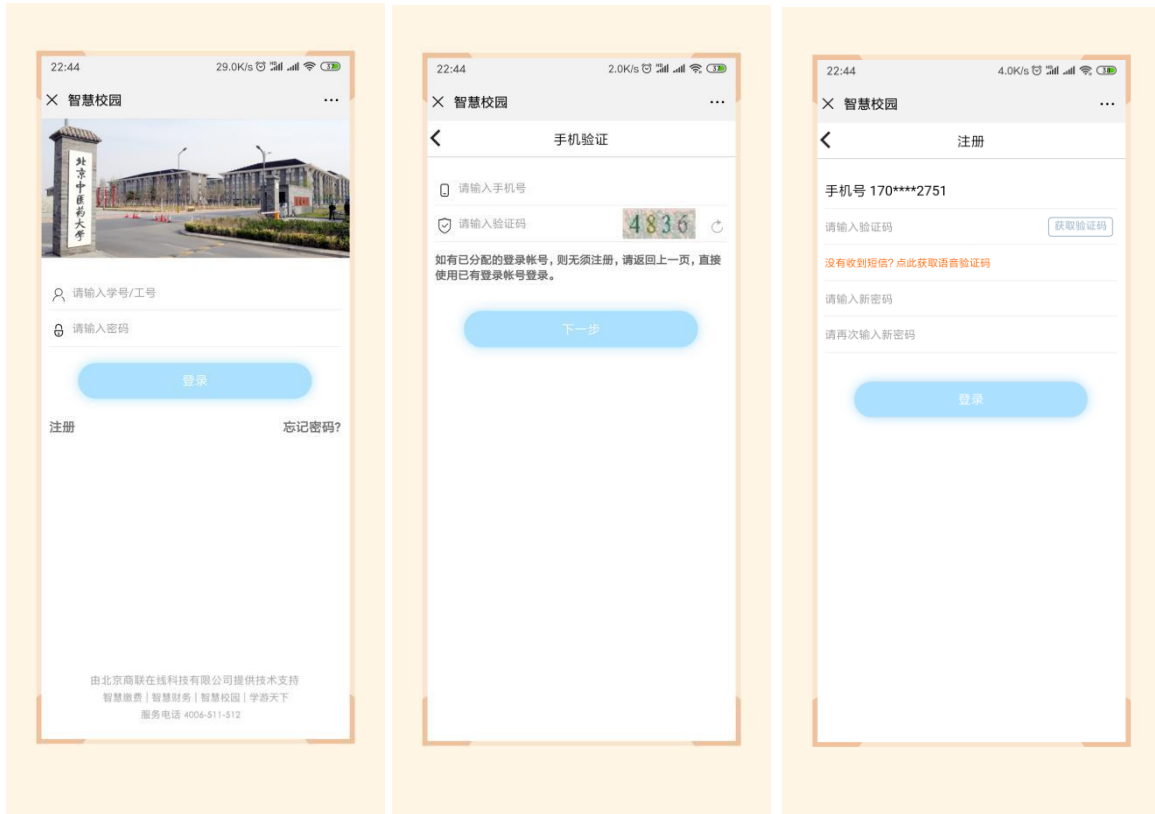 22:44
29.0K/s
智慧校园
北京中医药大学
请输入学号/工号
请输入密码
登录
注册
忘记密码?
由北京商联在线科技有限公司提供技术支持
智慧缴费 | 智慧财务 | 智慧校园 | 学游天下
服务电话 4006-511-512
22:44
2.0K/s
智慧校园
手机验证
请输入手机号
请输入验证码
4836
如有已分配的登录帐号，则无须注册，请返回上一页，直接
使用已有登录帐号登录。
下一步
22:44
4.0K/s
智慧校园
注册
手机号 170****2751
请输入验证码
获取验证码
没有收到短信? 点此获取语音验证码
请输入新密码
请再次输入新密码
登录